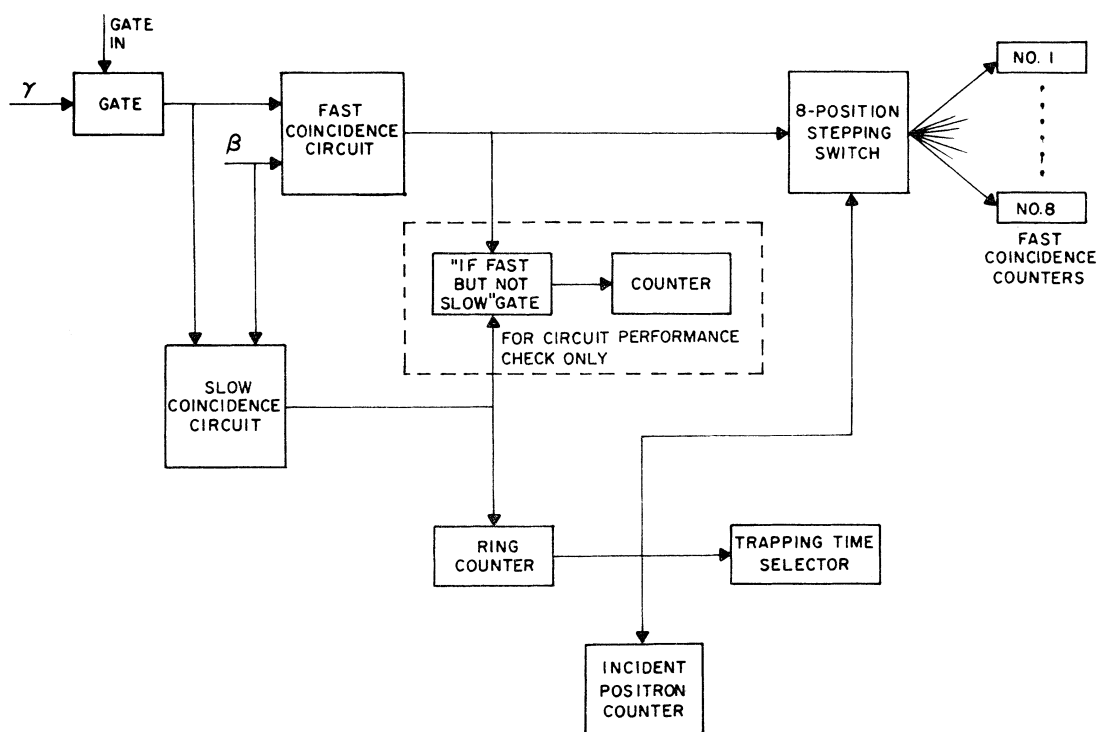 GATE
IN
γ
GATE
β
FAST
COINCIDENCE
CIRCUIT
8-POSITION
STEPPING
SWITCH
NO. 1
NO.8
FAST
COINCIDENCE
COUNTERS
"IF FAST
BUT NOT
SLOW"GATE
COUNTER
FOR CIRCUIT PERFORMANCE
CHECK ONLY
SLOW
COINCIDENCE
CIRCUIT
RING
COUNTER
TRAPPING TIME
SELECTOR
INCIDENT
POSITRON
COUNTER